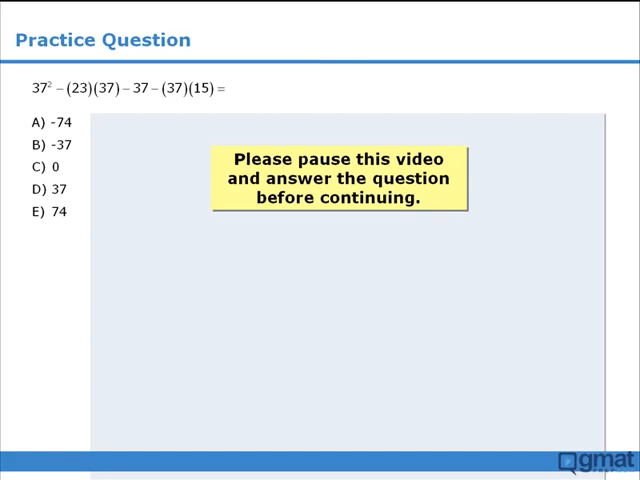 Practice Question
37² – (23)(37) – 37 – (37)(15) =
A) -74
B) -37
C) 0
D) 37
E) 74
Please pause this video
and answer the question
before continuing.
gmat